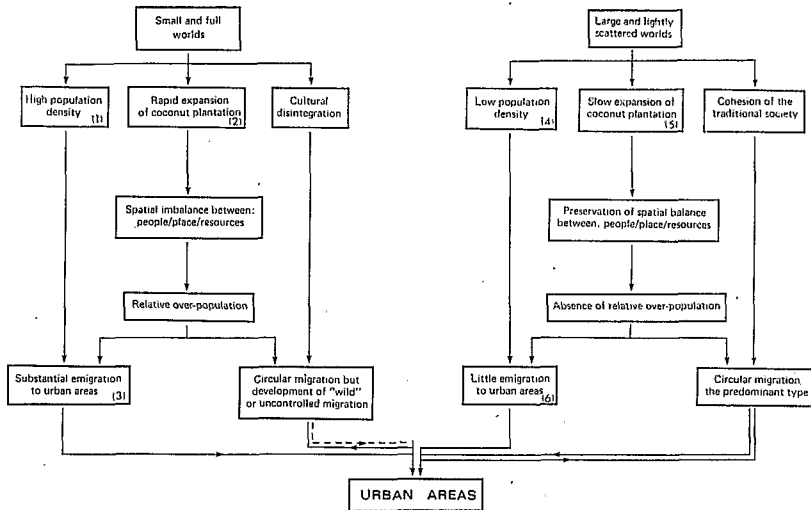 Small and full
worlds
Large and lightly
scattered worlds
High population
density
(1)
Rapid expansion
of coconut plantation
(2)
Cultural
disintegration
Low population
density
(4)
Slow expansion of
coconut plantation
(5)
Cohesion of the
traditional society
Spatial imbalance between:
people/place/resources
Preservation of spatial balance
between, people/place/resources
Relative over-population
Absence of relative over-population
Substantial emigration
to urban areas
(3)
Circular migration but
development of "wild"
or uncontrolled migration
Little emigration
to urban areas
(6)
Circular migration,
the predominant type
URBAN AREAS